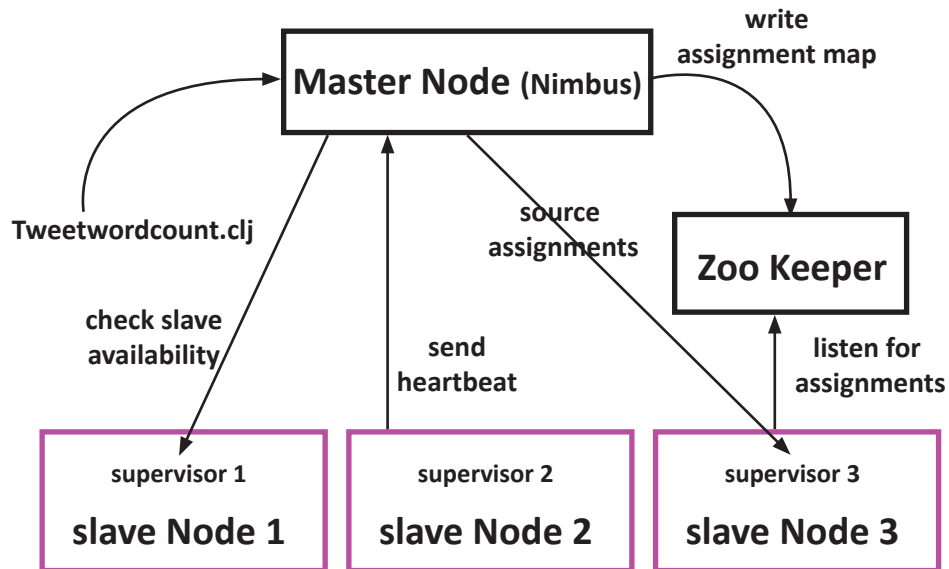 write
assignment map
Master Node (Nimbus)
Tweetwordcount.clj
source
assignments
Zoo Keeper
check slave
availability
send
heartbeat
listen for
assignments
supervisor 1
slave Node 1
supervisor 2
slave Node 2
supervisor 3
slave Node 3